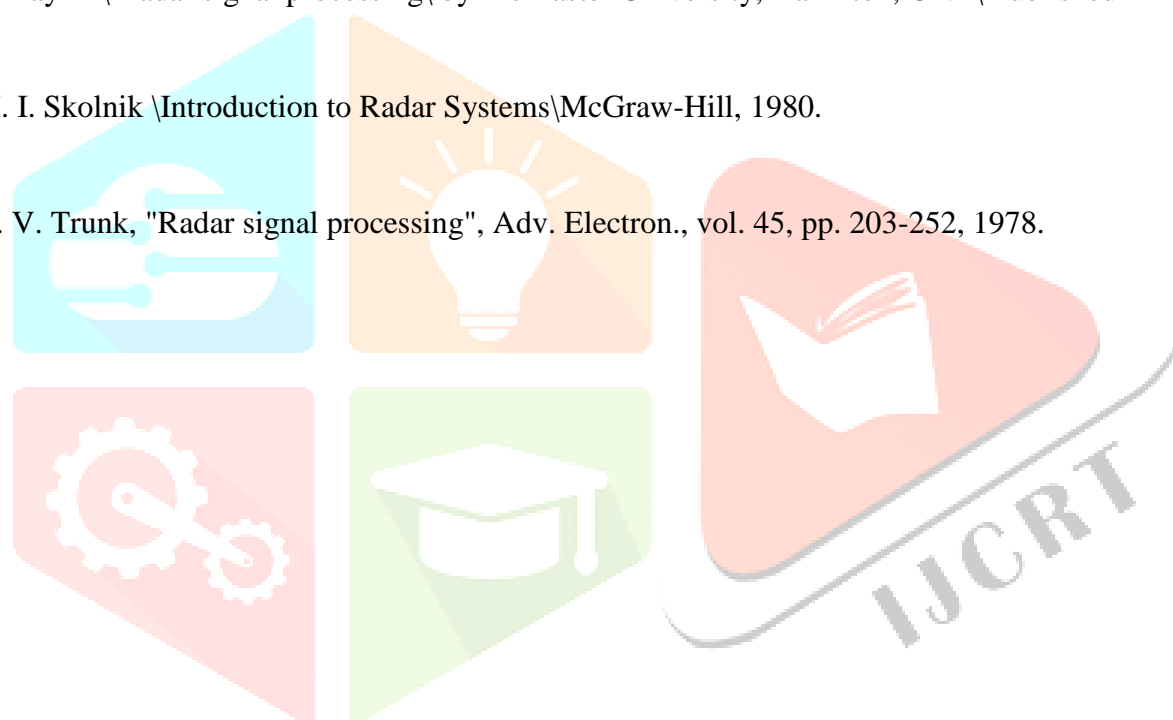 . I. Skolnik \Introduction to Radar Systems\McGraw-Hill, 1980.
. V. Trunk, "Radar signal processing", Adv. Electron., vol. 45, pp. 203-252, 1978.
IJCRT